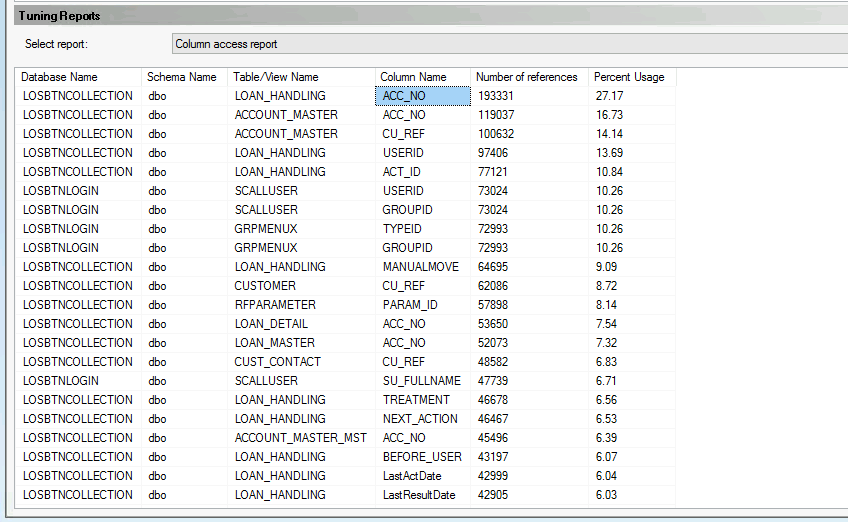 Tuning Reports
Select report: Column access report
Database Name Schema Name Table/View Name Column Name Number of references Percent Usage
LOSBTNCOLLECTION dbo LOAN_HANDLING ACC_NO 193331 27.17
LOSBTNCOLLECTION dbo ACCOUNT_MASTER ACC_NO 119037 16.73
LOSBTNCOLLECTION dbo ACCOUNT_MASTER CU_REF 100632 14.14
LOSBTNCOLLECTION dbo LOAN_HANDLING USERID 97406 13.69
LOSBTNCOLLECTION dbo LOAN_HANDLING ACT_ID 77121 10.84
LOSBTNLOGIN dbo SCALLUSER USERID 73024 10.26
LOSBTNLOGIN dbo SCALLUSER GROUPID 73024 10.26
LOSBTNLOGIN dbo GRPMENUX TYPEID 72993 10.26
LOSBTNLOGIN dbo GRPMENUX GROUPID 72993 10.26
LOSBTNCOLLECTION dbo LOAN_HANDLING MANUALMOVE 64695 9.09
LOSBTNCOLLECTION dbo CUSTOMER CU_REF 62086 8.72
LOSBTNCOLLECTION dbo RFPARAMETER PARAM_ID 57898 8.14
LOSBTNCOLLECTION dbo LOAN_DETAIL ACC_NO 53650 7.54
LOSBTNCOLLECTION dbo LOAN_MASTER ACC_NO 52073 7.32
LOSBTNCOLLECTION dbo CUST_CONTACT CU_REF 48582 6.83
LOSBTNLOGIN dbo SCALLUSER SU_FULLNAME 47739 6.71
LOSBTNCOLLECTION dbo LOAN_HANDLING TREATMENT 46678 6.56
LOSBTNCOLLECTION dbo LOAN_HANDLING NEXT_ACTION 46467 6.53
LOSBTNCOLLECTION dbo ACCOUNT_MASTER_MST ACC_NO 45496 6.39
LOSBTNCOLLECTION dbo LOAN_HANDLING BEFORE_USER 43197 6.07
LOSBTNCOLLECTION dbo LOAN_HANDLING LastActDate 42999 6.04
LOSBTNCOLLECTION dbo LOAN_HANDLING LastResultDate 42905 6.03